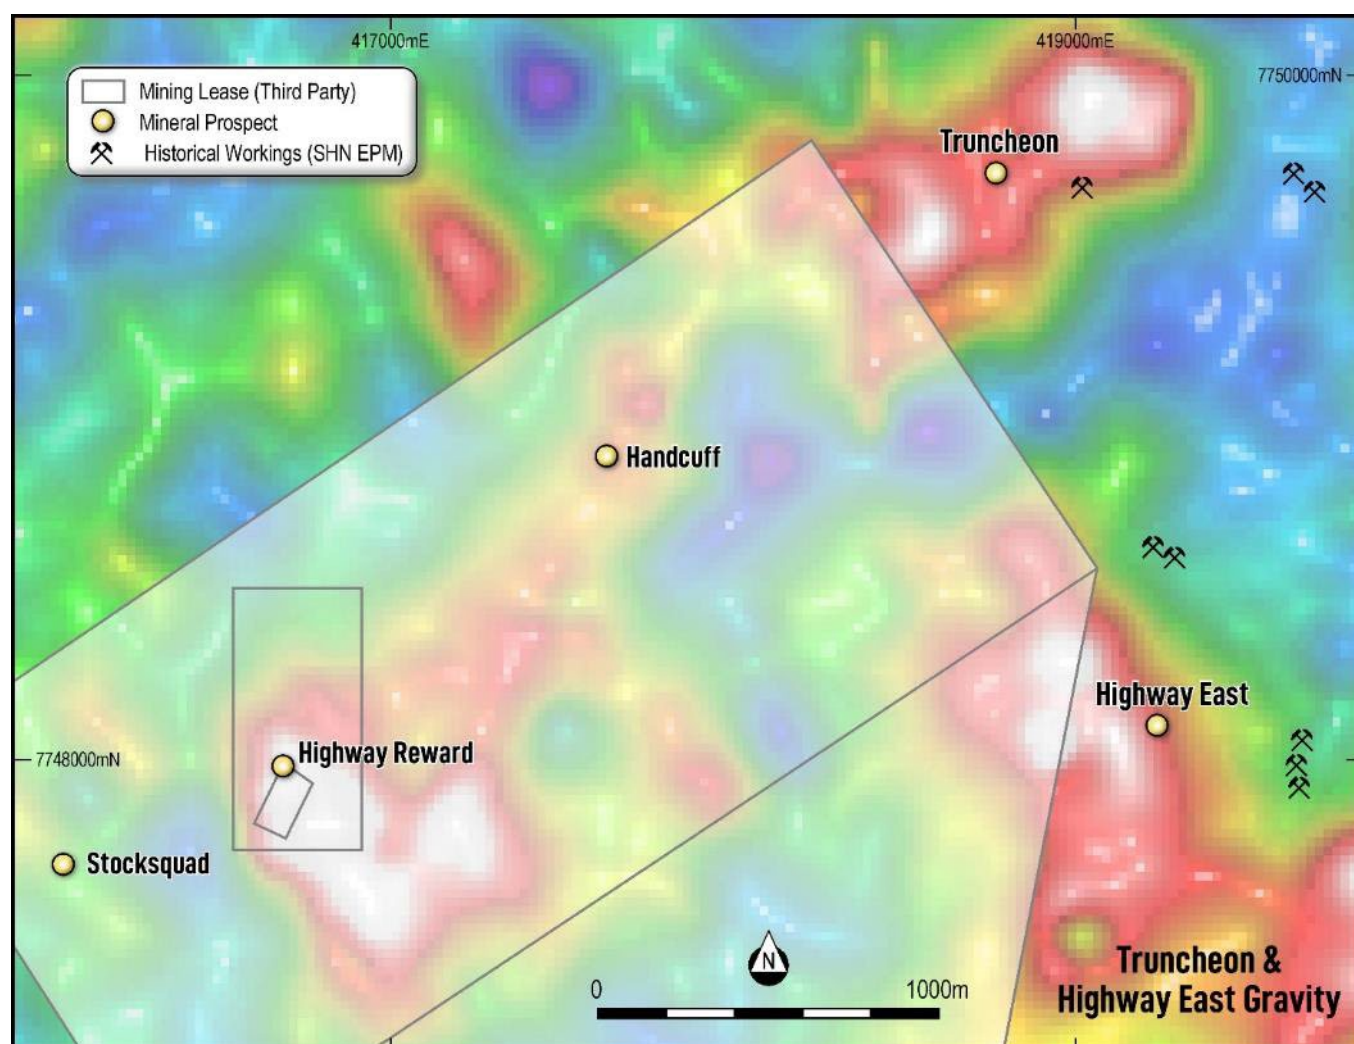 417000mE
419000mE
7750000mN
Mining Lease (Third Party)
Mineral Prospect
Historical Workings (SHN EPM)
Truncheon
Handcuff
Highway East
7748000mN
Highway Reward
Stocksquad
N
0
1000m
Truncheon &
Highway East Gravity